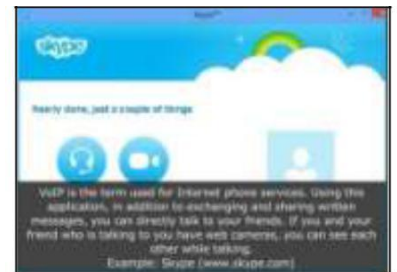 Skype™
skype
Nearly done, just a couple of things
VoIP is the term used for Internet phone services. Using this
application, in addition to exchanging and sharing written
messages, you can directly talk to your friends. If you and your
friend who is talking to you have web cameras, you can see each
other while talking.
Example: Skype (www.skype.com)